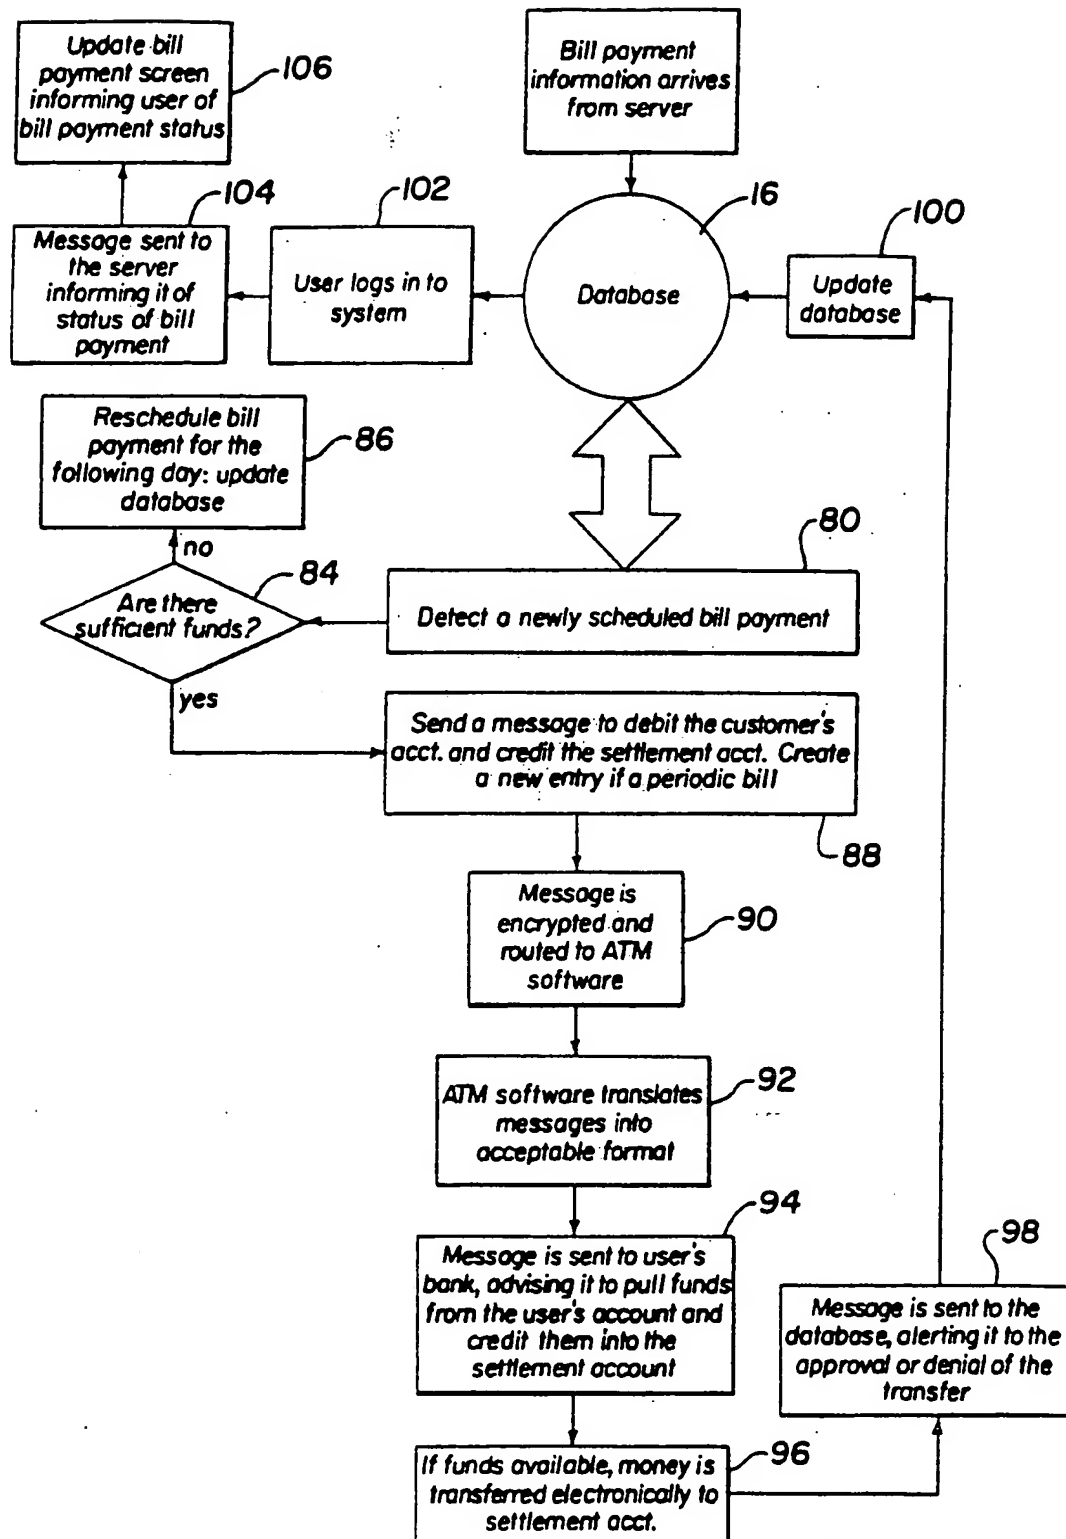 Update bill
payment screen
informing user of
bill payment status
106
Bill payment
information arrives
from server
104
Message sent to
the server
informing it of
status of bill
payment
102
User logs in to
system
16
Database
100
Update
database
Reschedule bill
payment for the
following day: update
database
86
no
84
Are there
sufficient funds?
yes
80
Detect a newly scheduled bill payment
Send a message to debit the customer's
acct. and credit the settlement acct. Create
a new entry if a periodic bill
88
Message is
encrypted and
routed to ATM
software
90
ATM software translates
messages into
acceptable format
92
94
Message is sent to user's
bank, advising it to pull funds
from the user's account and
credit them into the
settlement account
98
Message is sent to the
database, alerting it to the
approval or denial of the
transfer
If funds available, money is
transferred electronically to
settlement acct.
96